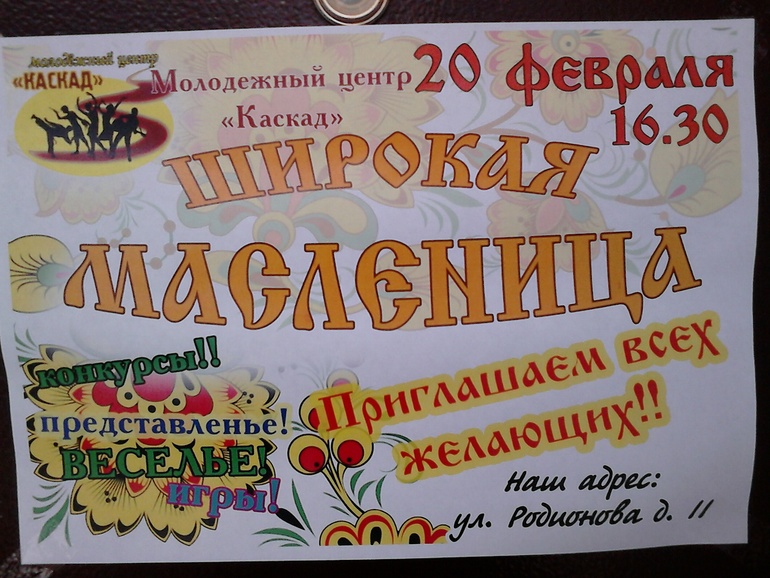 молодёжный центр
«КАСКАД»
Молодежный центр
«Каскад»
20 февраля
16.30
ШИРОКАЯ
МАСЛЕНИЦА
конкурсы!!
представленье!
ВЕСЕЛЬЕ!
игры!
Приглашаем всех
желающих!!
Наш адрес:
ул. Родионова д. 11